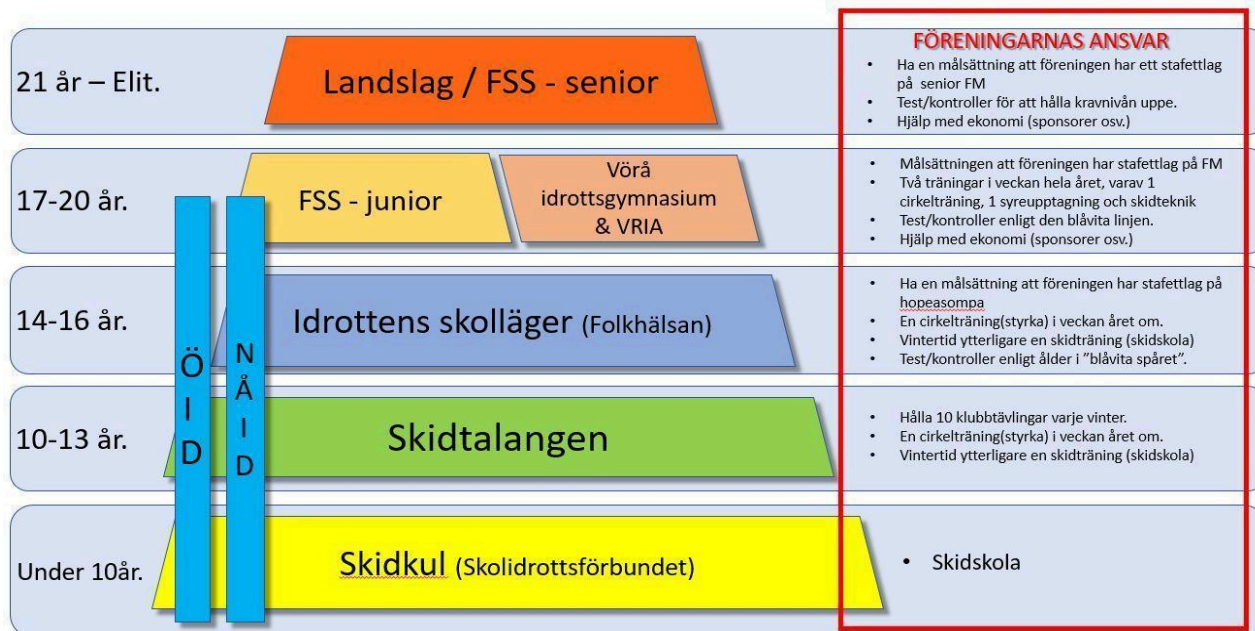 FÖRENINGARNAS ANSVAR
21 år – Elit.
Landslag / FSS - senior
• Ha en målsättning att föreningen har ett stafettlag
på senior FM
• Test/kontroller för att hålla kravnivån uppe.
• Hjälp med ekonomi (sponsorer osv.)
17-20 år.
FSS - junior
Vörå
idrottsgymnasium
& VRIA
• Målsättningen att föreningen har stafettlag på FM
• Två träningar i veckan hela året, varav 1
cirkelträning, 1 syreupptagning och skidteknik
• Test/kontroller enligt den blåvita linjen.
• Hjälp med ekonomi (sponsorer osv.)
14-16 år.
Idrottens skolläger (Folkhälsan)
• Ha en målsättning att föreningen har stafettlag på
hopeasompa
• En cirkelträning(styrka) i veckan året om.
• Vintertid ytterligare en skidträning (skidskola)
• Test/kontroller enligt ålder i ”blåvita spåret”.
ÖID
NÅID
10-13 år.
Skidtalangen
• Hålla 10 klubbtävlingar varje vinter.
• En cirkelträning(styrka) i veckan året om.
• Vintertid ytterligare en skidträning (skidskola)
Under 10år.
Skidkul (Skolidrottsförbundet)
• Skidskola